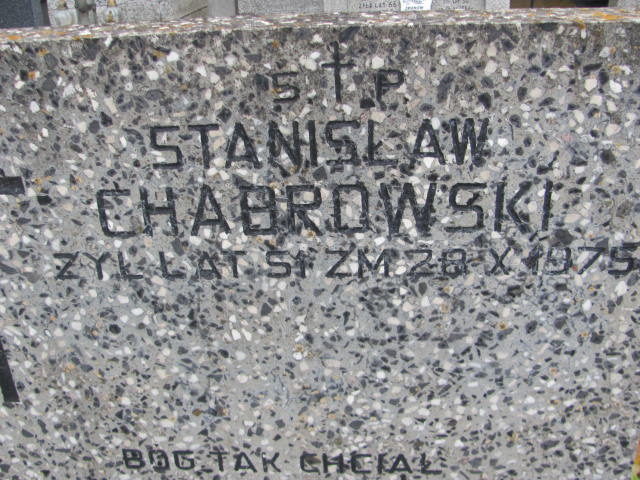 S † P.
STANISŁAW
CHABROWSKI
ŻYŁ LAT 51 ZM 28 X 1975
BÓG TAK CHCIAŁ